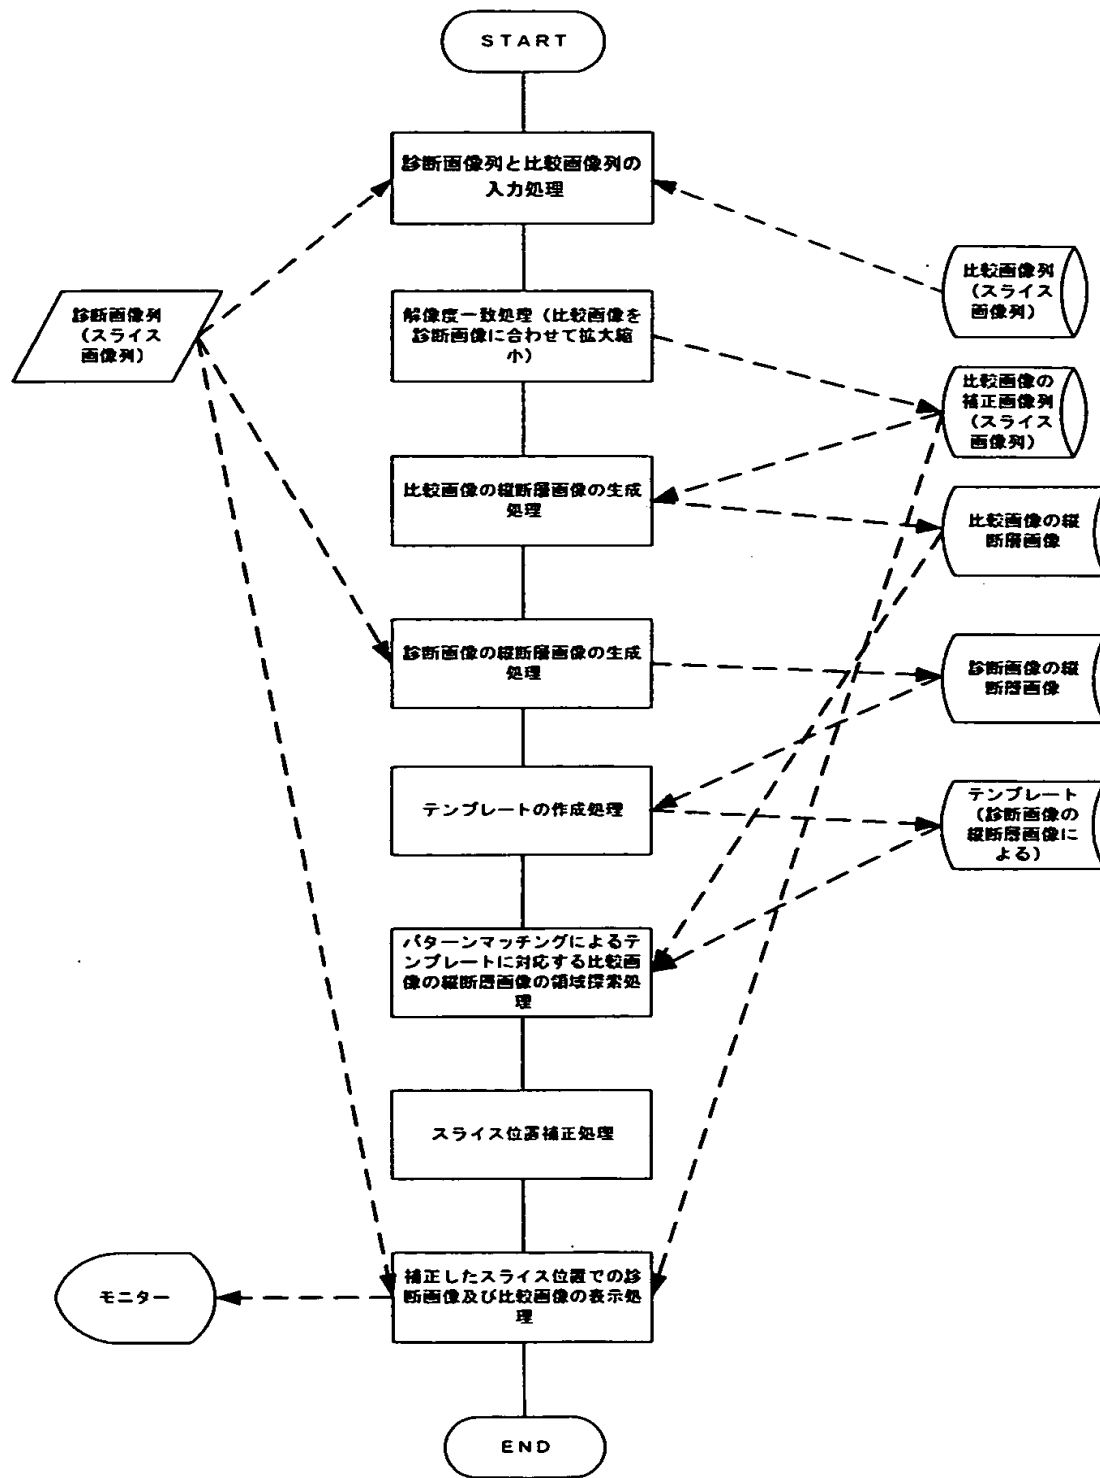 START
診断画像列と比較画像列の
入力処理
診断画像列
（スライス
画像列）
解像度一致処理（比較画像を
診断画像に合わせて拡大縮
小）
比較画像列
（スライス
画像列）
比較画像の
補正画像列
（スライス
画像列）
比較画像の縦断層画像の生成
処理
比較画像の縦
断層画像
診断画像の縦断層画像の生成
処理
診断画像の縦
断層画像
テンプレートの作成処理
テンプレート
（診断画像の
縦断層画像に
よる）
パターンマッチングによるテ
ンプレートに対応する比較画
像の縦断層画像の領域探索処
理
スライス位置補正処理
補正したスライス位置での診
断画像及び比較画像の表示処
理
モニター
END